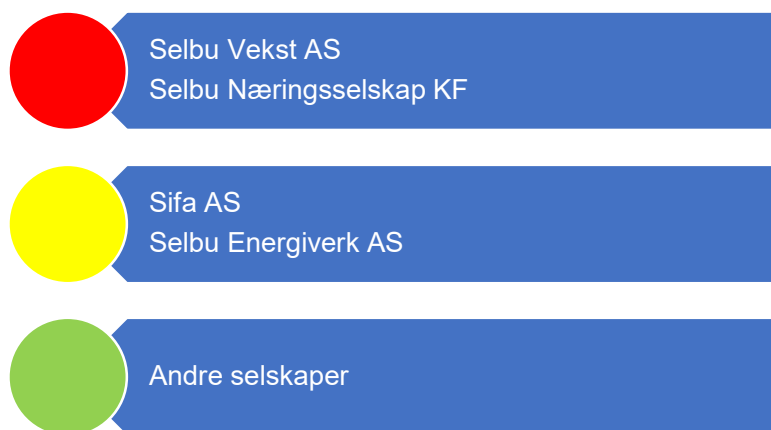 Selbu Vekst AS
Selbu Næringsselskap KF
Sifa AS
Selbu Energiverk AS
Andre selskaper